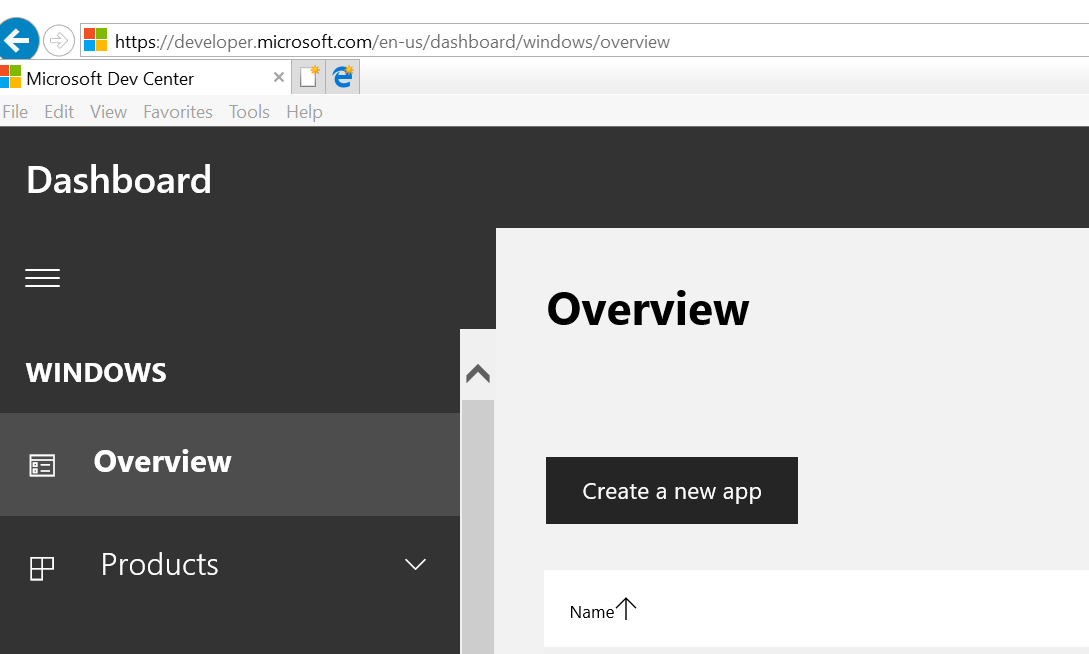 https://developer.microsoft.com/en-us/dashboard/windows/overview
Microsoft Dev Center
File Edit View Favorites Tools Help
Dashboard
WINDOWS
Overview
Products
Overview
Create a new app
Name